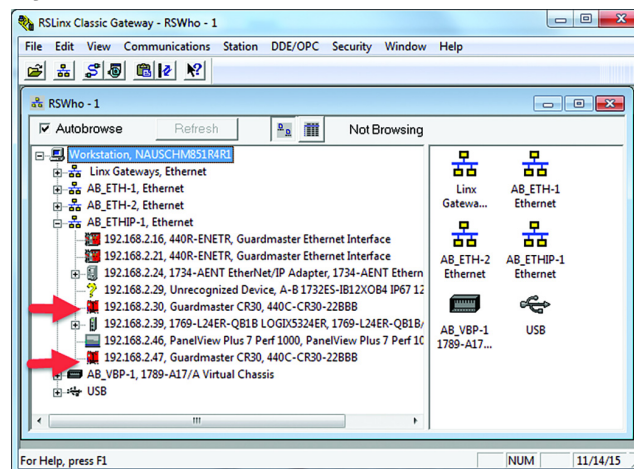 RSLinx Classic Gateway - RSWho - 1
File Edit View Communications Station DDE/OPC Security Window Help
RSWho - 1
Autobrowse Refresh Not Browsing
Workstation, NAUSCHM851R4R1
Linx Gateways, Ethernet
AB_ETH-1, Ethernet
AB_ETH-2, Ethernet
AB_ETHIP-1, Ethernet
192.168.2.16, 440R-ENETR, Guardmaster Ethernet Interface
192.168.2.21, 440R-ENETR, Guardmaster Ethernet Interface
192.168.2.24, 1734-AENT EtherNet/IP Adapter, 1734-AENT Ethern
192.168.2.29, Unrecognized Device, A-B 1732ES-IB12XOB4 IP67 12
192.168.2.30, Guardmaster CR30, 440C-CR30-22BBB
192.168.2.39, 1769-L24ER-QB1B LOGIX5324ER, 1769-L24ER-QB1B/
192.168.2.46, PanelView Plus 7 Perf 1000, PanelView Plus 7 Perf 10
192.168.2.47, Guardmaster CR30, 440C-CR30-22BBB
AB_VBP-1, 1789-A17/A Virtual Chassis
USB
Linx Gatewa...
AB_ETH-1 Ethernet
AB_ETH-2 Ethernet
AB_ETHIP-1 Ethernet
AB_VBP-1 1789-A17...
USB
For Help, press F1
NUM 11/14/15